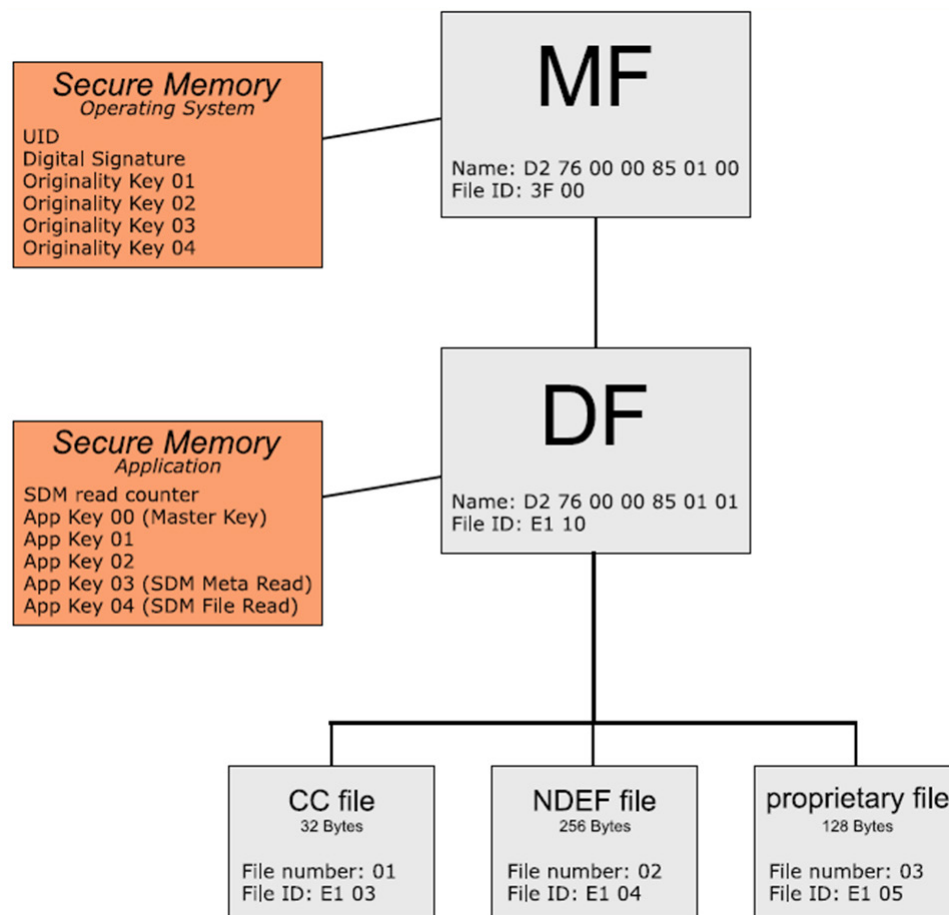 MF
Name: D2 76 00 00 85 01 00
File ID: 3F 00
Secure Memory
Operating System
UID
Digital Signature
Originality Key 01
Originality Key 02
Originality Key 03
Originality Key 04
DF
Name: D2 76 00 00 85 01 01
File ID: E1 10
Secure Memory
Application
SDM read counter
App Key 00 (Master Key)
App Key 01
App Key 02
App Key 03 (SDM Meta Read)
App Key 04 (SDM File Read)
CC file
32 Bytes
File number: 01
File ID: E1 03
NDEF file
256 Bytes
File number: 02
File ID: E1 04
proprietary file
128 Bytes
File number: 03
File ID: E1 05